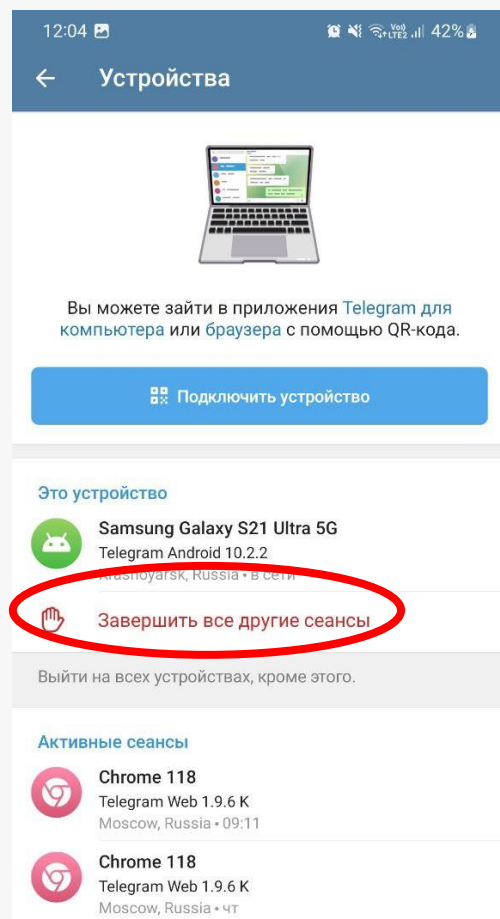 12:04 Vo)) LTE2 42%
Устройства
Вы можете зайти в приложения Telegram для
компьютера или браузера с помощью QR-кода.
Подключить устройство
Это устройство
Samsung Galaxy S21 Ultra 5G
Telegram Android 10.2.2
Krasnoyarsk, Russia • в сети
Завершить все другие сеансы
Выйти на всех устройствах, кроме этого.
Активные сеансы
Chrome 118
Telegram Web 1.9.6 K
Moscow, Russia • 09:11
Chrome 118
Telegram Web 1.9.6 K
Moscow, Russia • чт